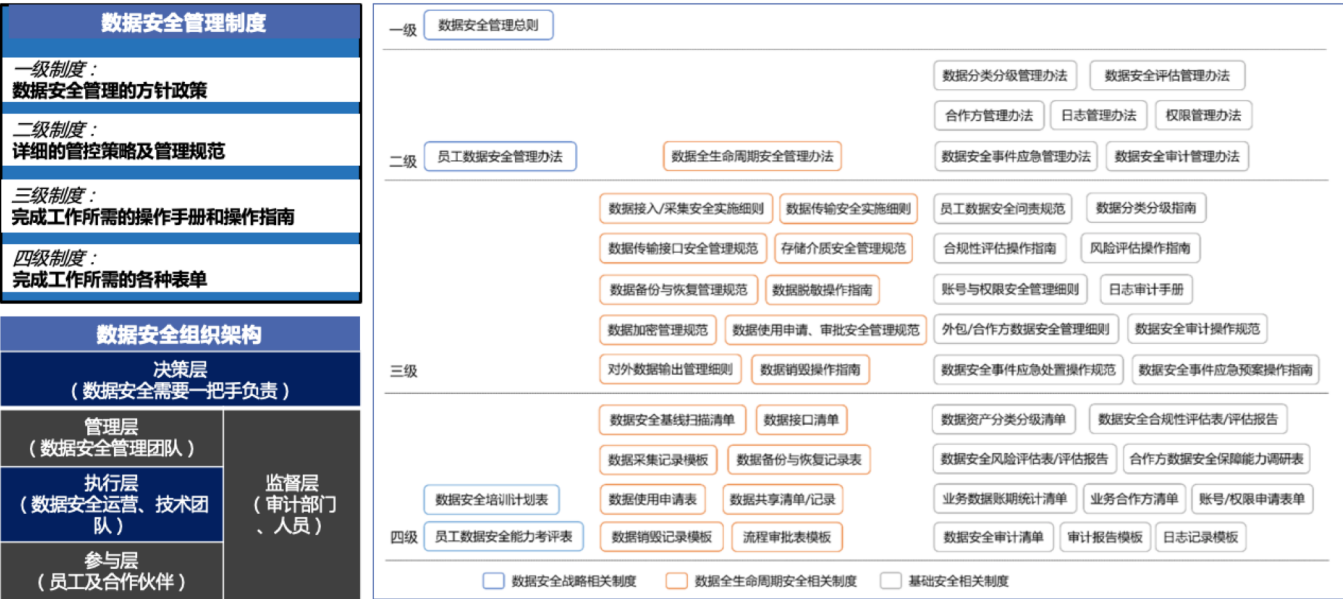 数据安全管理制度
一级制度：
数据安全管理的方针政策
二级制度：
详细的管控策略及管理规范
三级制度：
完成工作所需的操作手册和操作指南
四级制度：
完成工作所需的各种表单
数据安全组织架构
决策层
（数据安全需要一把手负责）
管理层
（数据安全管理团队）
执行层
（数据安全运营、技术团
队）
参与层
（员工及合作伙伴）
监督层
（审计部门
、人员）
一级 数据安全管理总则
数据分类分级管理办法 数据安全评估管理办法
合作方管理办法 日志管理办法 权限管理办法
二级 员工数据安全管理办法 数据全生命周期安全管理办法 数据安全事件应急管理办法 数据安全审计管理办法
数据接入/采集安全实施细则 数据传输安全实施细则 员工数据安全问责规范 数据分类分级指南
数据传输接口安全管理规范 存储介质安全管理规范 合规性评估操作指南 风险评估操作指南
数据备份与恢复管理规范 数据脱敏操作指南 账号与权限安全管理细则 日志审计手册
数据加密管理规范 数据使用申请、审批安全管理规范 外包/合作方数据安全管理细则 数据安全审计操作规范
三级 对外数据输出管理细则 数据销毁操作指南 数据安全事件应急处置操作规范 数据安全事件应急预案操作指南
数据安全基线扫描清单 数据接口清单 数据资产分类分级清单 数据安全合规性评估表/评估报告
数据采集记录模板 数据备份与恢复记录表 数据安全风险评估表/评估报告 合作方数据安全保障能力调研表
数据安全培训计划表 数据使用申请表 数据共享清单/记录 业务数据账期统计清单 业务合作方清单 账号/权限申请表单
四级 员工数据安全能力考评表 数据销毁记录模板 流程审批表模板 数据安全审计清单 审计报告模板 日志记录模板
数据安全战略相关制度 数据全生命周期安全相关制度 基础安全相关制度